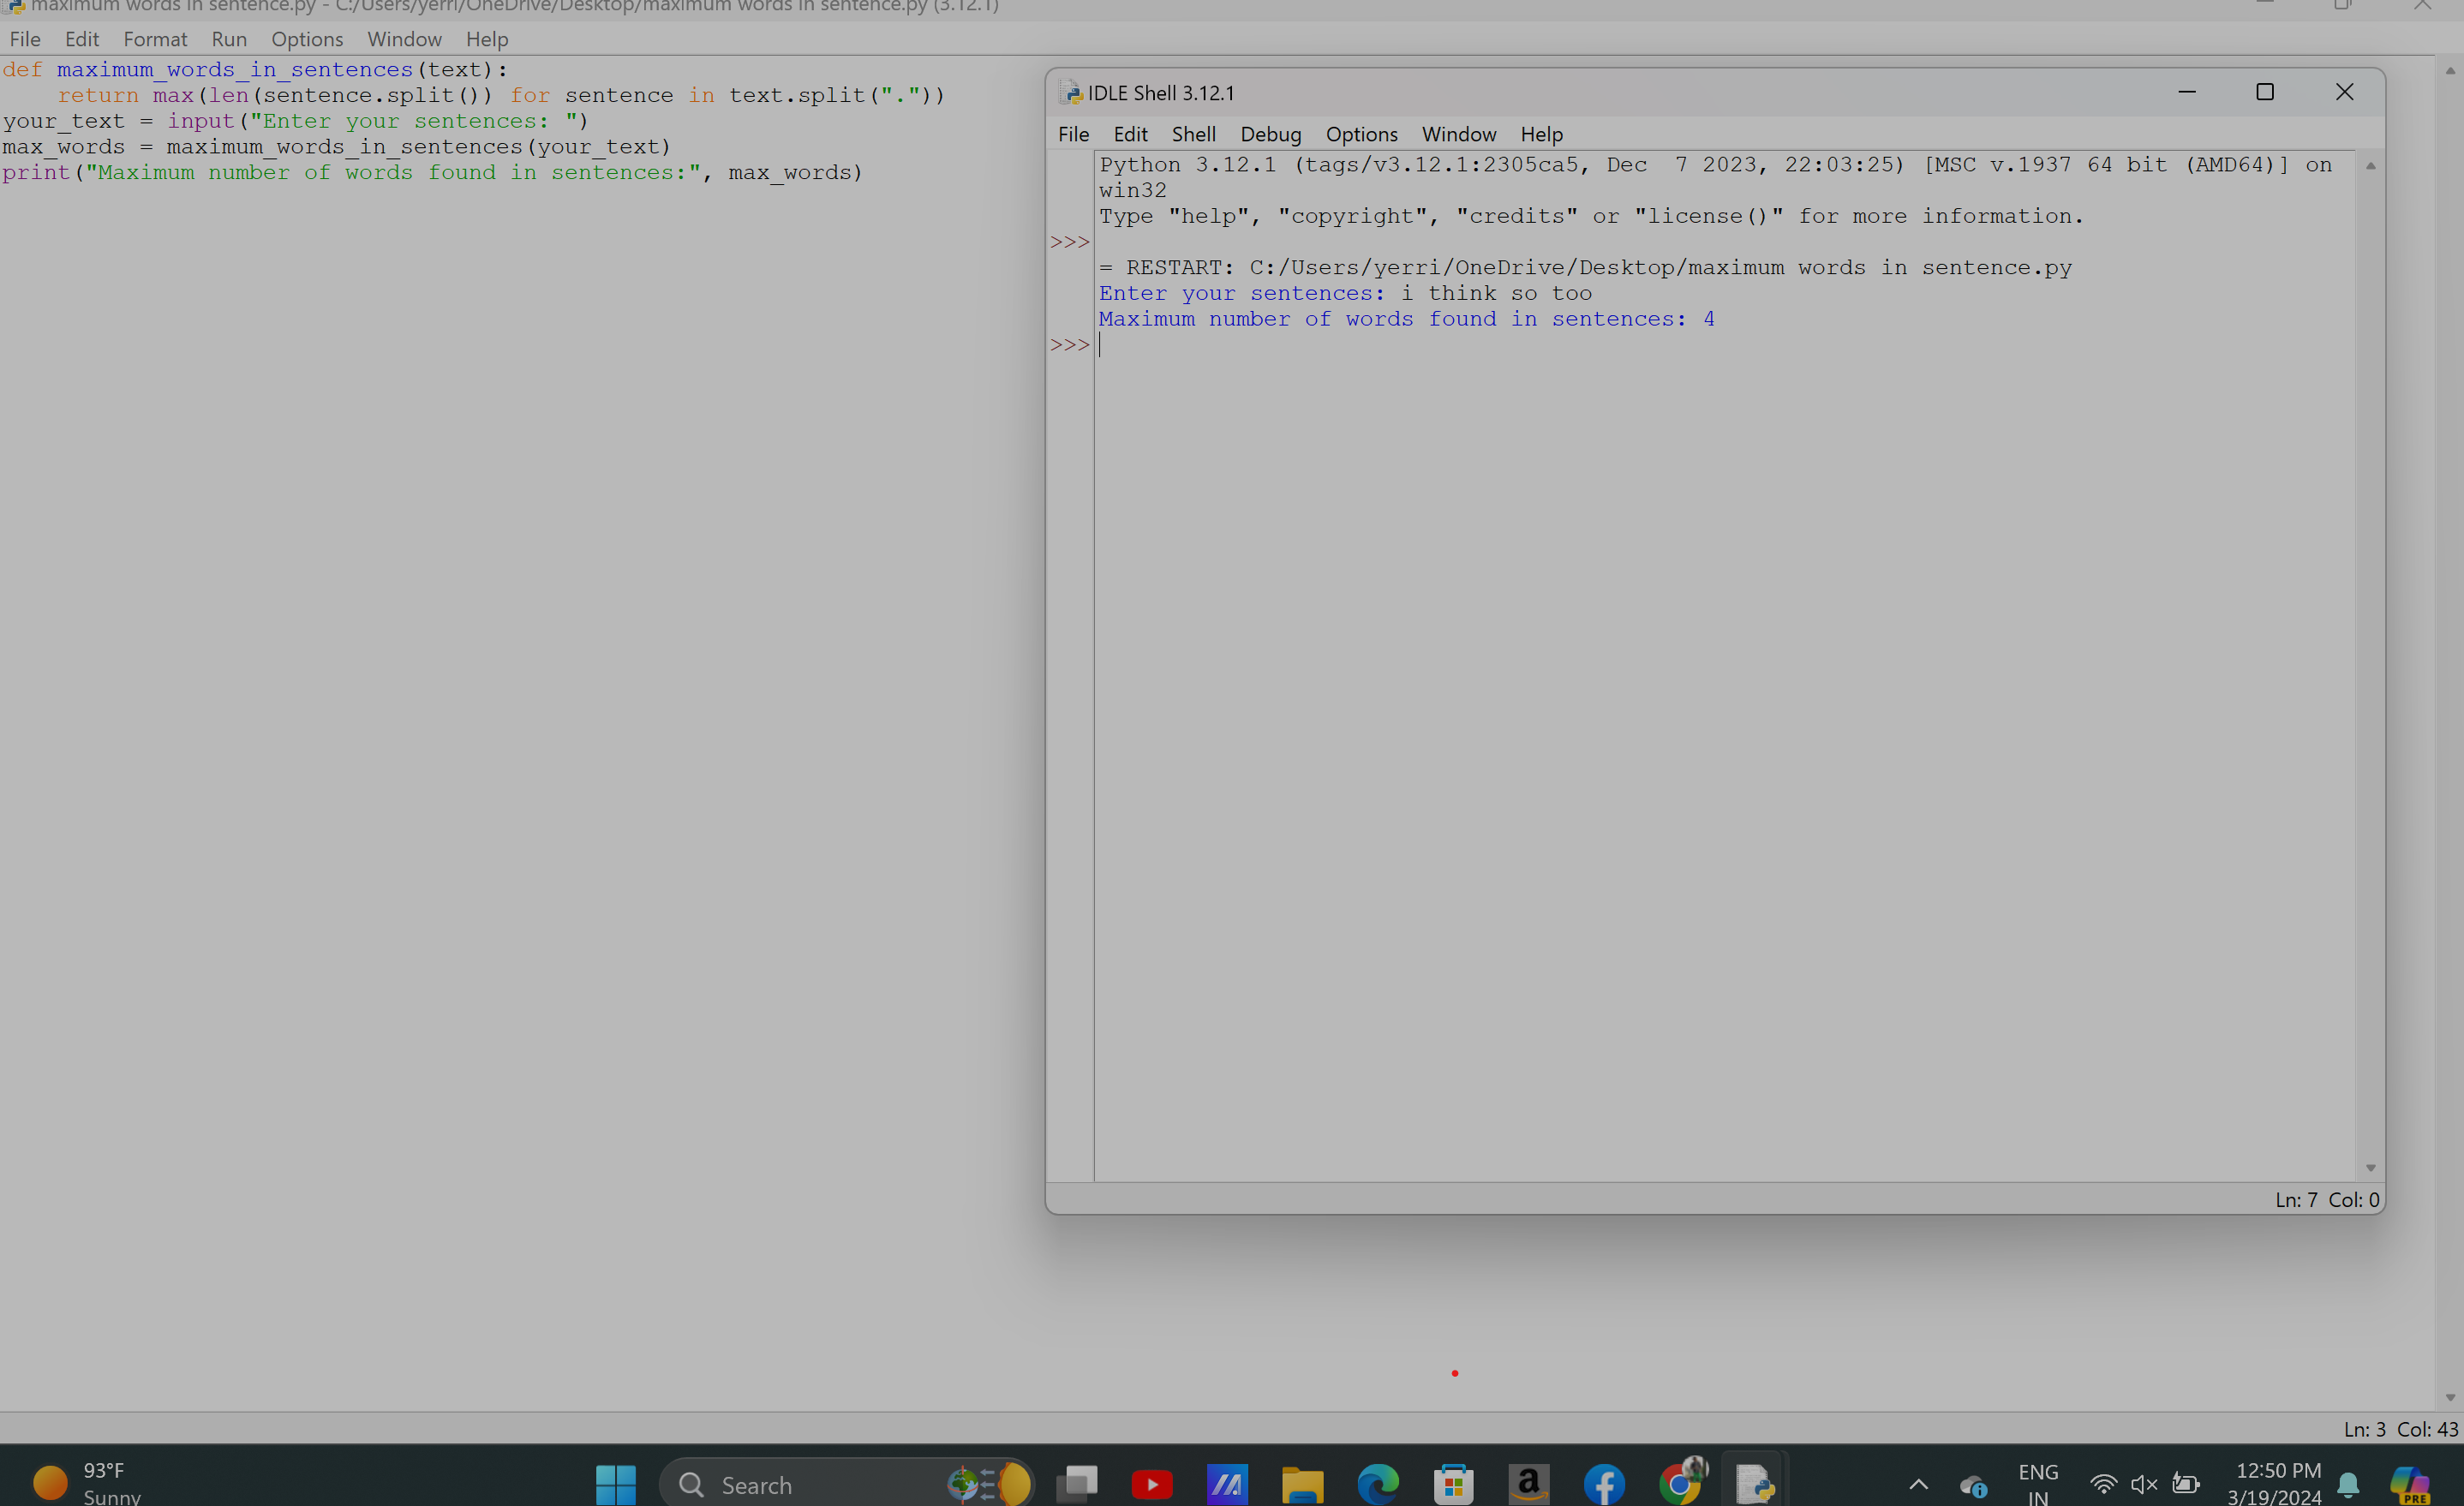 maximum words in sentence.py - C:/Users/yerri/OneDrive/Desktop/maximum words in sentence.py (3.12.1)
File Edit Format Run Options Window Help
def maximum_words_in_sentences(text):
    return max(len(sentence.split()) for sentence in text.split("."))
your_text = input("Enter your sentences: ")
max_words = maximum_words_in_sentences(your_text)
print("Maximum number of words found in sentences:", max_words)
IDLE Shell 3.12.1
File Edit Shell Debug Options Window Help
Python 3.12.1 (tags/v3.12.1:2305ca5, Dec  7 2023, 22:03:25) [MSC v.1937 64 bit (AMD64)] on
win32
Type "help", "copyright", "credits" or "license()" for more information.
>>>
= RESTART: C:/Users/yerri/OneDrive/Desktop/maximum words in sentence.py
Enter your sentences: i think so too
Maximum number of words found in sentences: 4
>>>
Ln: 7 Col: 0
Ln: 3 Col: 43
93°F
Sunny
Search
a
PRE
ENG
IN
12:50 PM
3/19/2024